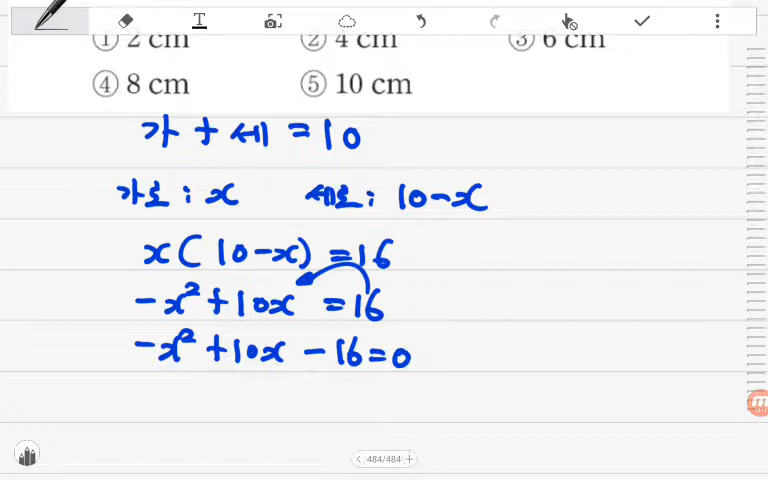 T
① 2 cm ② 4 cm ③ 6 cm
④ 8 cm ⑤ 10 cm
가 + 세 = 10
가로 : x 세로 : 10-x
x(10-x) = 16
-x²+10x = 16
-x²+10x-16=0
< 484/484 +